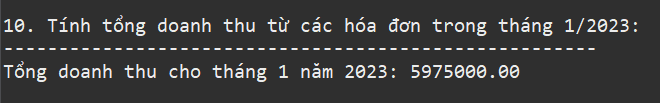 10. Tính tổng doanh thu từ các hóa đơn trong tháng 1/2023:
------------------------------------------------------
Tổng doanh thu cho tháng 1 năm 2023: 5975000.00